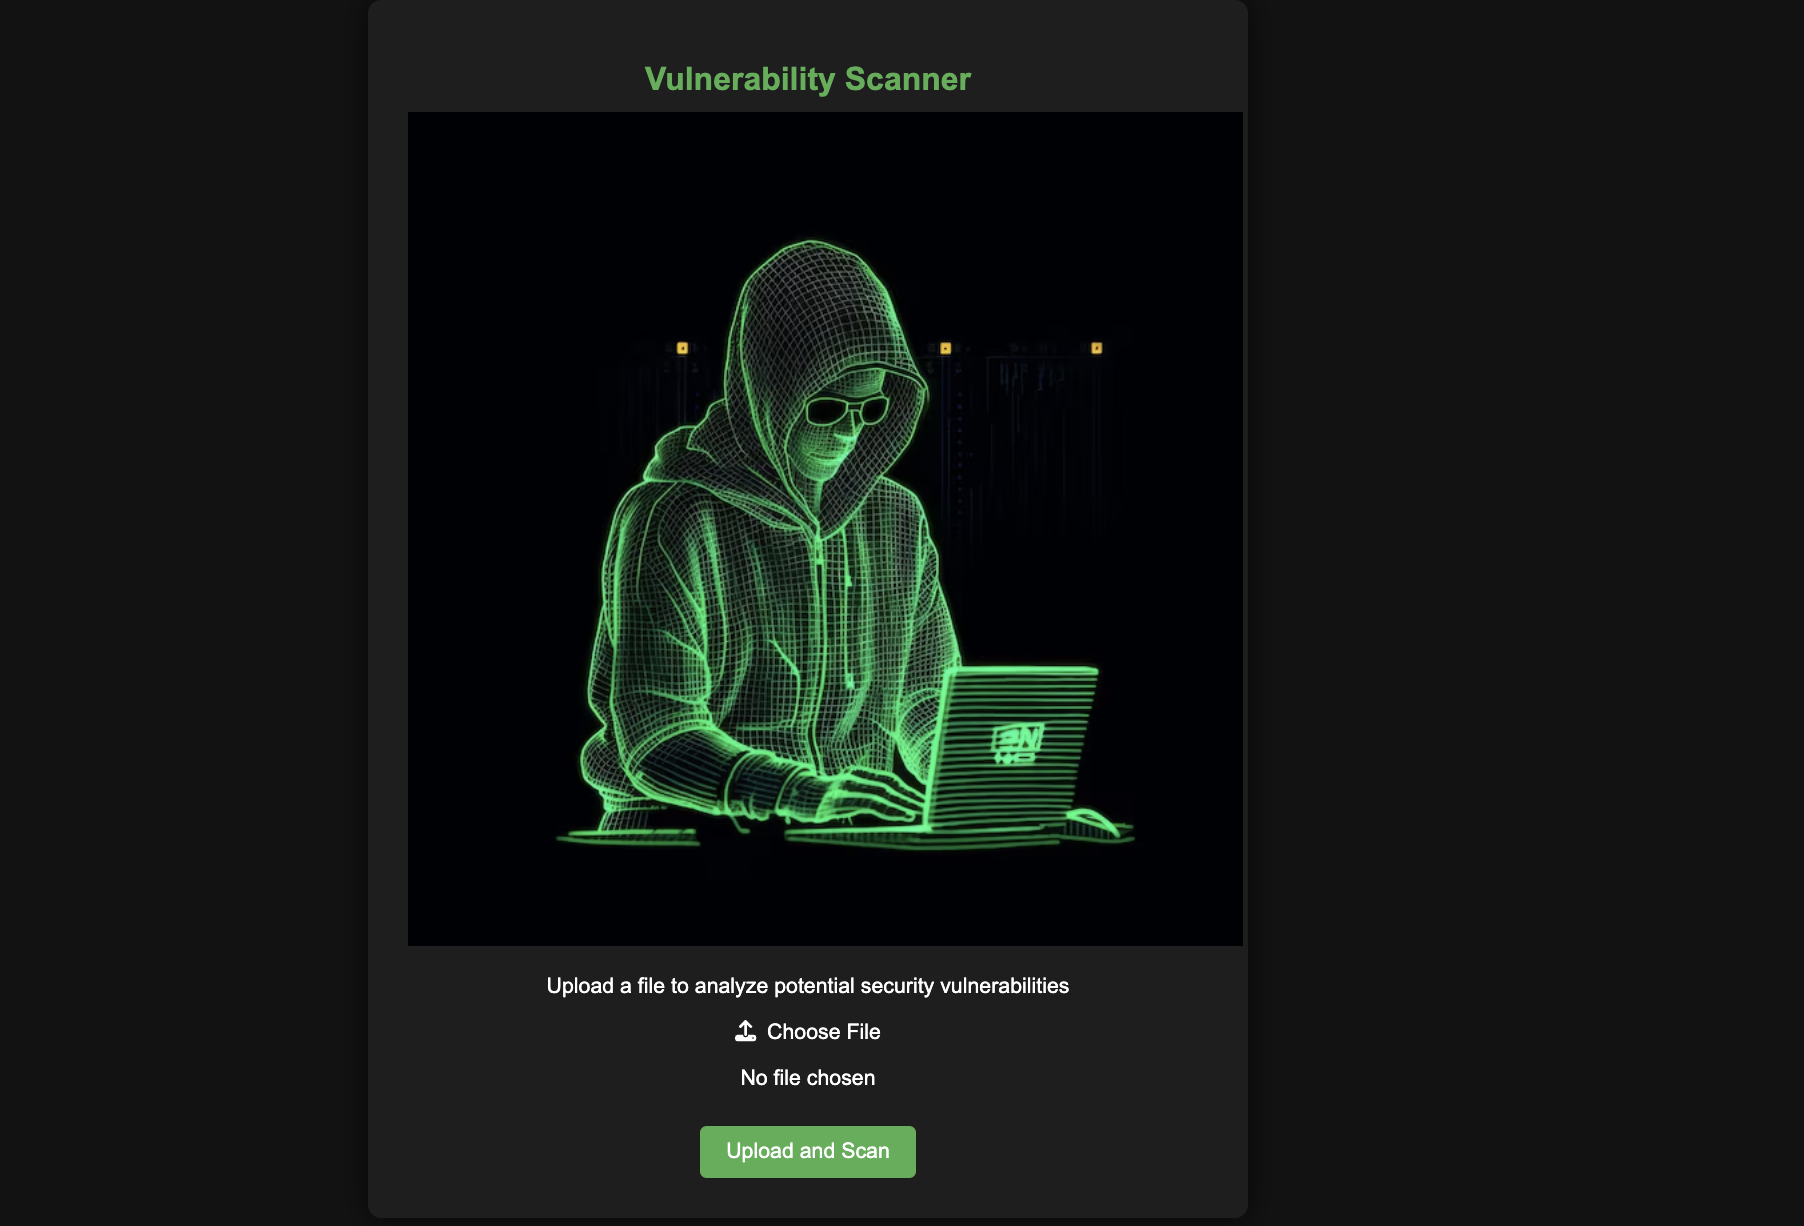 Vulnerability Scanner
Upload a file to analyze potential security vulnerabilities
Choose File
No file chosen
Upload and Scan